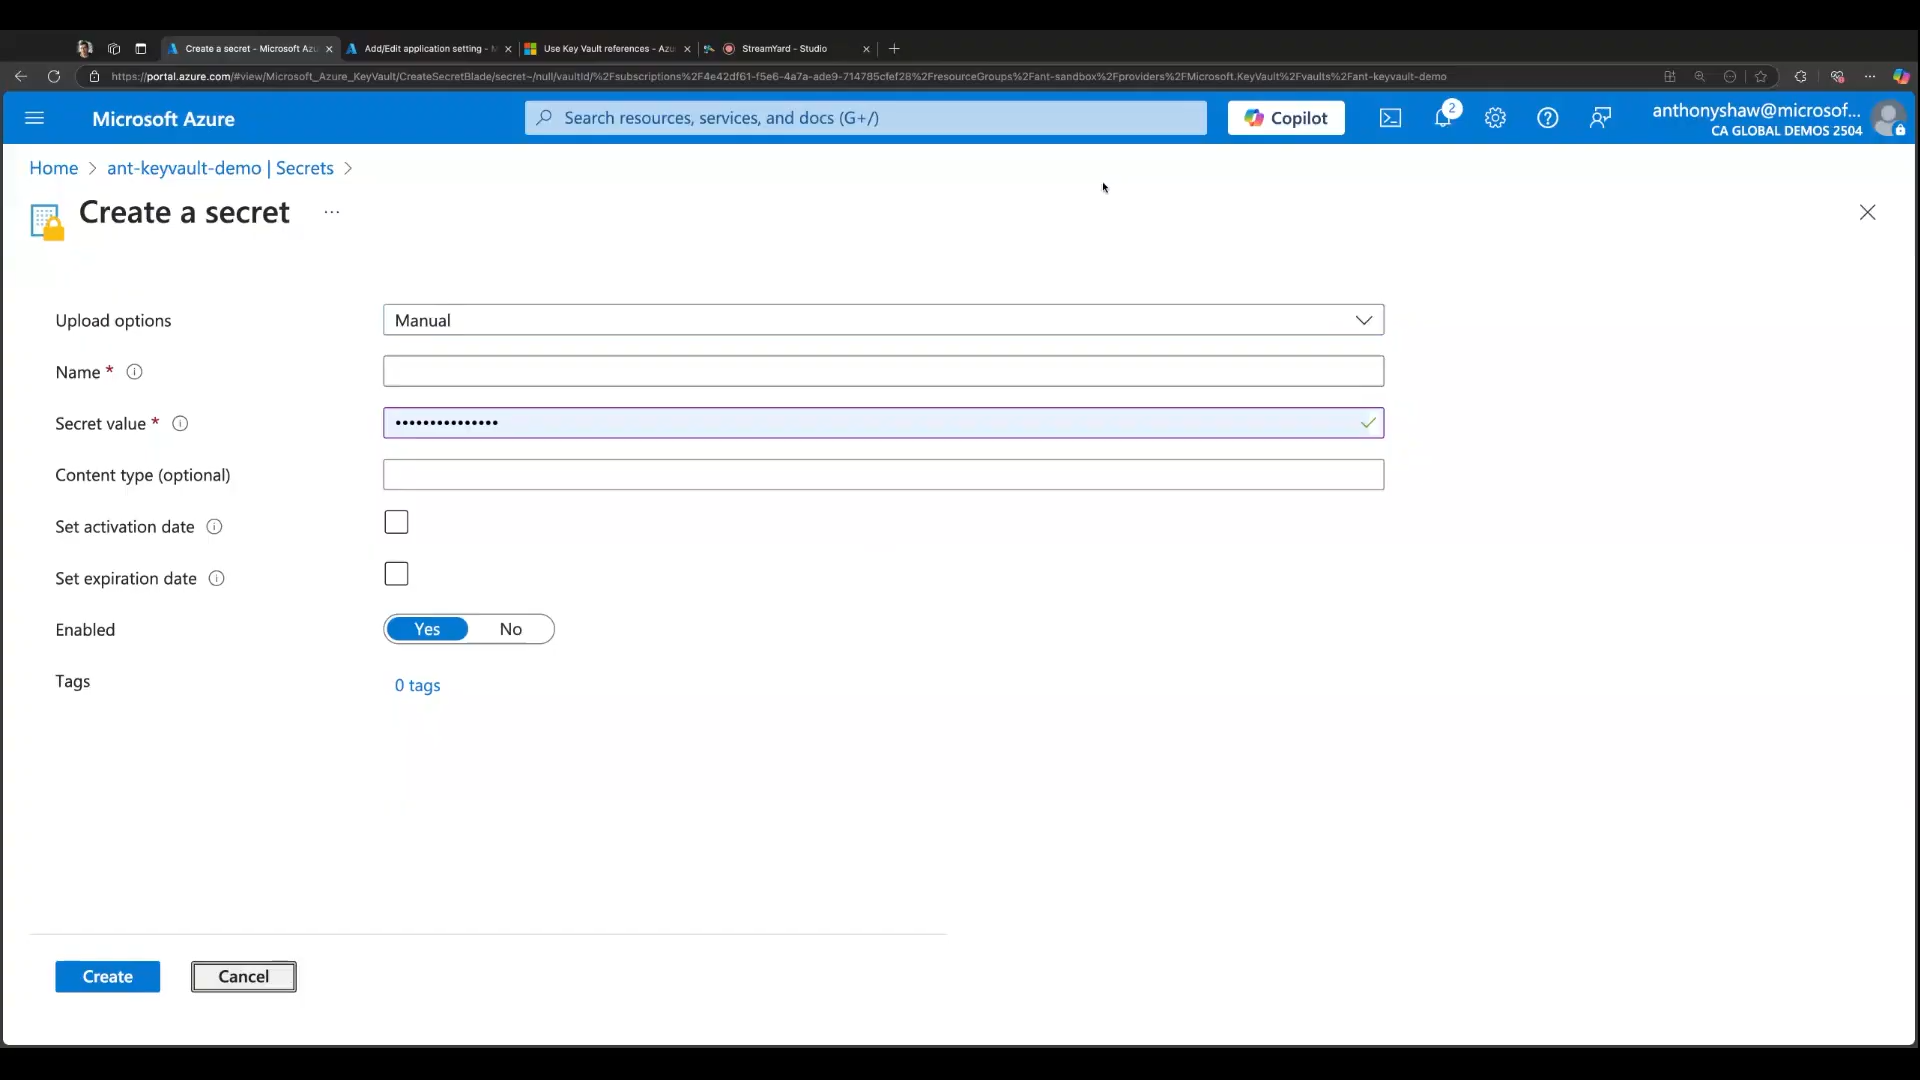 Create a secret - Microsoft Azu
Add/Edit application setting - M
Use Key Vault references - Azu
StreamYard - Studio
https://portal.azure.com/#view/Microsoft_Azure_KeyVault/CreateSecretBlade/secret~/null/vaultId/%2Fsubscriptions%2F4e42df61-f5e6-4a7a-ade9-714785cfef28%2FresourceGroups%2Fant-sandbox%2Fproviders%2FMicrosoft.KeyVault%2Fvaults%2Fant-keyvault-demo
Microsoft Azure
Search resources, services, and docs (G+/)
Copilot
2
anthonyshaw@microsof...
CA GLOBAL DEMOS 2504
Home > ant-keyvault-demo | Secrets >
Create a secret ...
Upload options
Manual
Name *
Secret value *
•••••••••••••••
Content type (optional)
Set activation date
Set expiration date
Enabled
Yes No
Tags
0 tags
Create Cancel